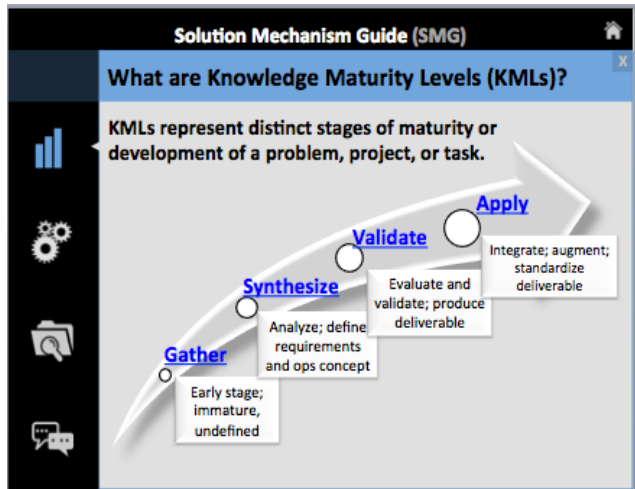 Solution Mechanism Guide (SMG)
X
What are Knowledge Maturity Levels (KMLs)?
KMLs represent distinct stages of maturity or
development of a problem, project, or task.
Apply
Integrate; augment;
standardize
deliverable
Validate
Evaluate and
validate; produce
deliverable
Synthesize
Analyze; define
requirements
and ops concept
Gather
Early stage;
immature,
undefined